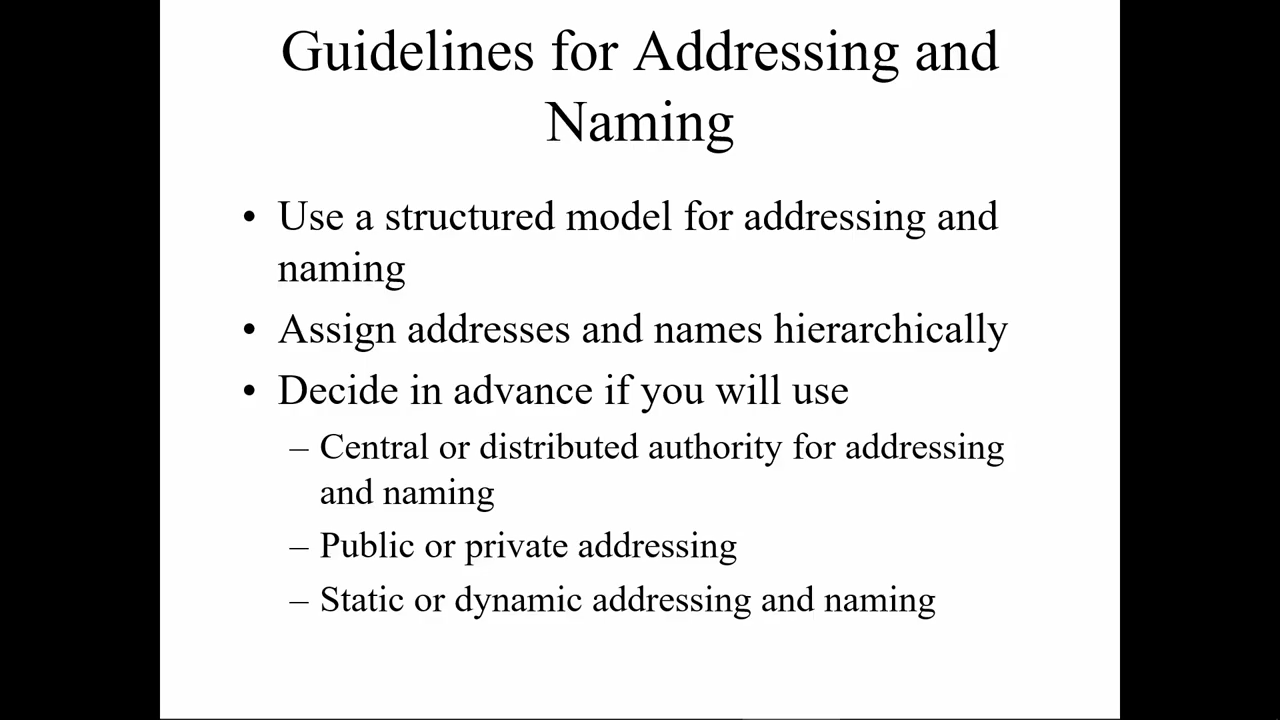 Guidelines for Addressing and
Naming
• Use a structured model for addressing and
naming
• Assign addresses and names hierarchically
• Decide in advance if you will use
– Central or distributed authority for addressing
and naming
– Public or private addressing
– Static or dynamic addressing and naming